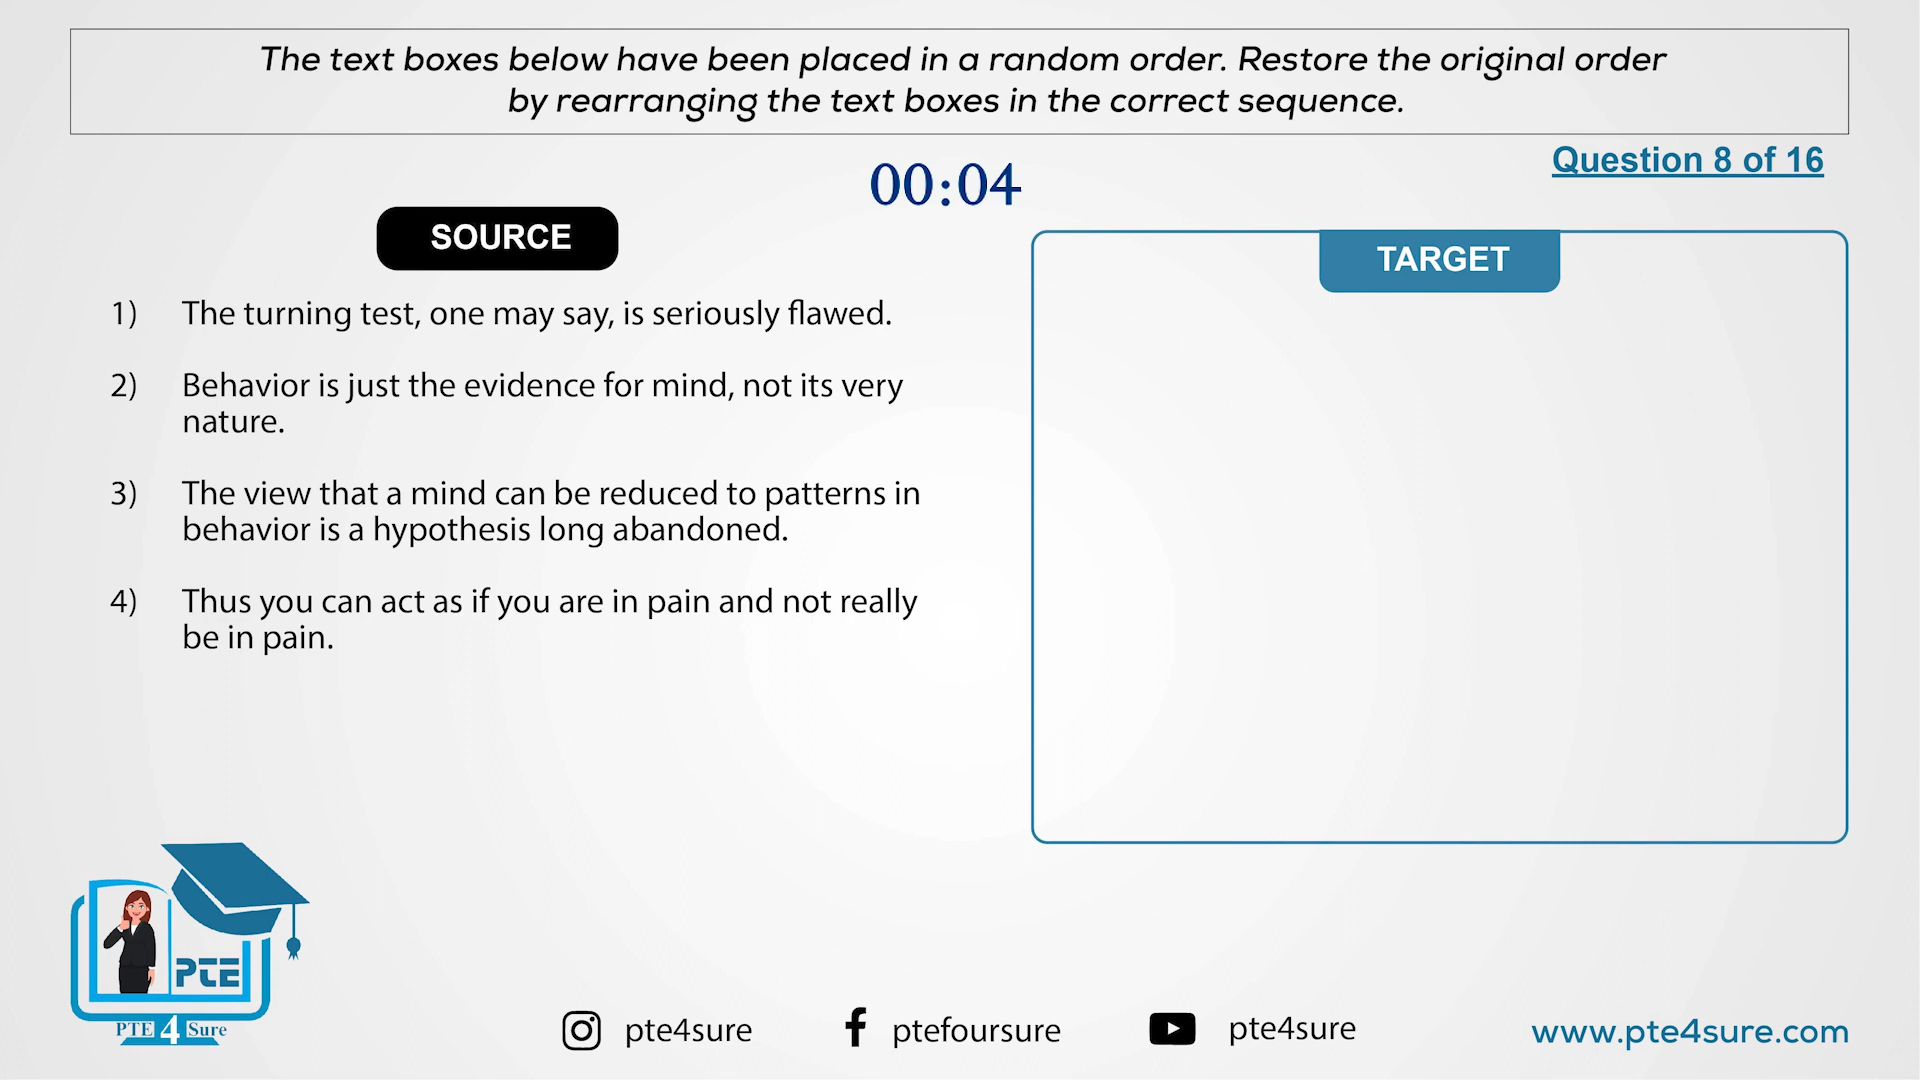 The text boxes below have been placed in a random order. Restore the original order
by rearranging the text boxes in the correct sequence.
Question 8 of 16
00:04
SOURCE
TARGET
1) The turning test, one may say, is seriously flawed.
2) Behavior is just the evidence for mind, not its very
nature.
3) The view that a mind can be reduced to patterns in
behavior is a hypothesis long abandoned.
4) Thus you can act as if you are in pain and not really
be in pain.
PTE
PTE 4 Sure
pte4sure
ptefoursure
pte4sure
www.pte4sure.com